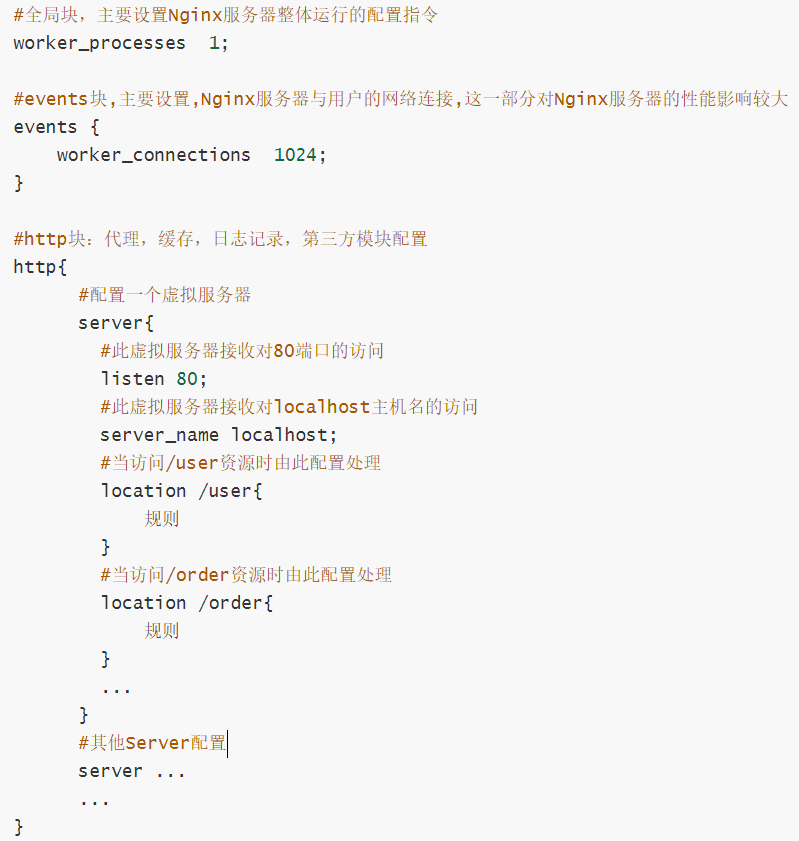 #全局块，主要设置Nginx服务器整体运行的配置指令
worker_processes  1;
#events块,主要设置,Nginx服务器与用户的网络连接,这一部分对Nginx服务器的性能影响较大
events {
    worker_connections  1024;
}
#http块：代理，缓存，日志记录，第三方模块配置
http{
      #配置一个虚拟服务器
      server{
        #此虚拟服务器接收对80端口的访问
        listen 80;
        #此虚拟服务器接收对localhost主机名的访问
        server_name localhost;
        #当访问/user资源时由此配置处理
        location /user{
            规则
        }
        #当访问/order资源时由此配置处理
        location /order{
            规则
        }
        ...
      }
      #其他Server配置
      server ...
      ...
}